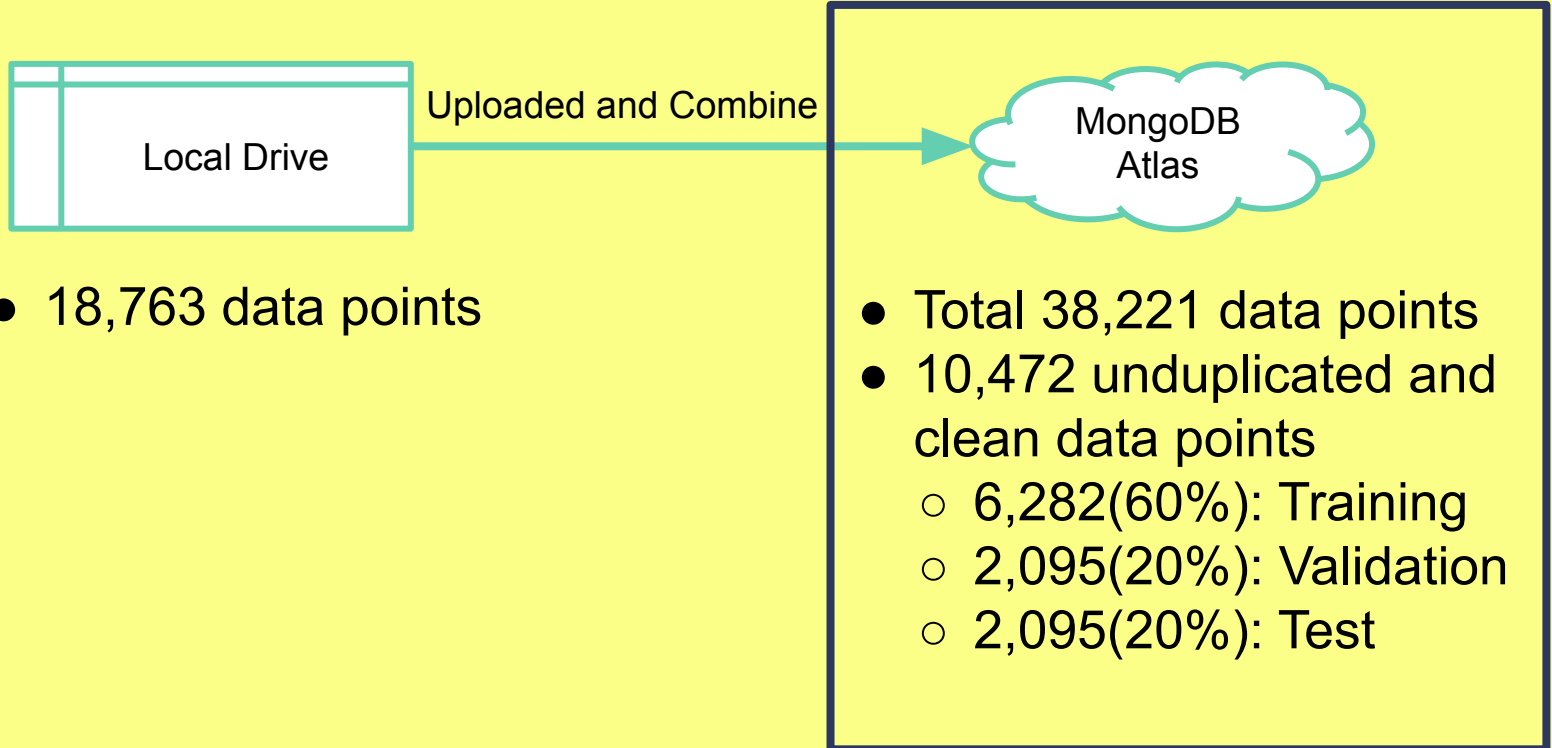 Local Drive
Uploaded and Combine
MongoDB
Atlas
● 18,763 data points
● Total 38,221 data points
● 10,472 unduplicated and
clean data points
○ 6,282(60%): Training
○ 2,095(20%): Validation
○ 2,095(20%): Test